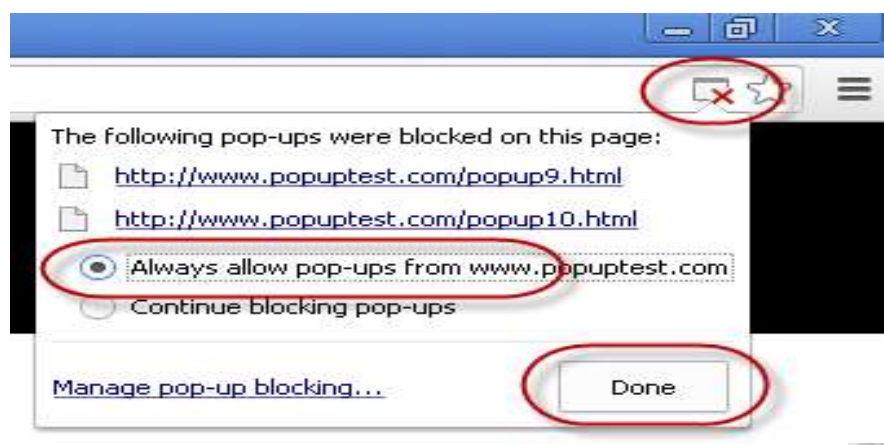 The following pop-ups were blocked on this page:
http://www.popuptest.com/popup9.html
http://www.popuptest.com/popup10.html
Always allow pop-ups from www.popuptest.com
Continue blocking pop-ups
Manage pop-up blocking...
Done